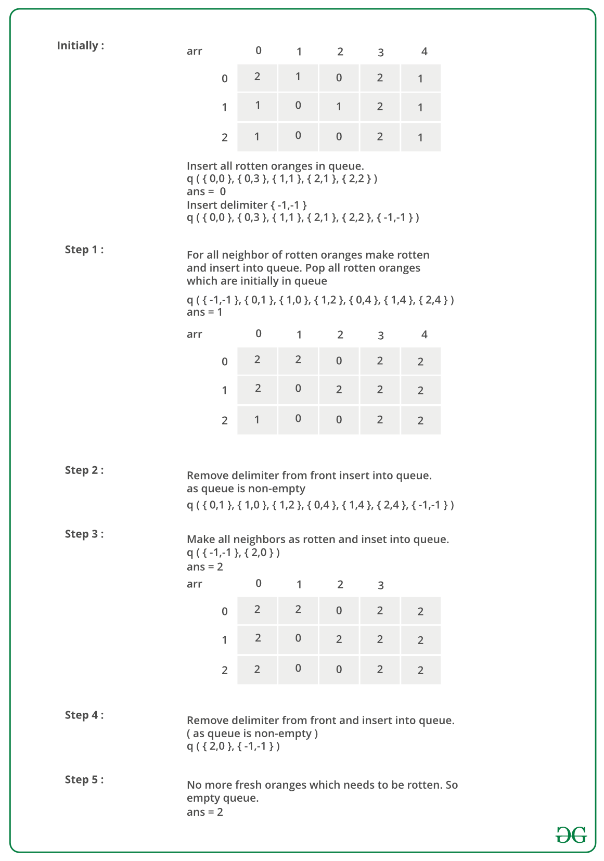 Initially :
arr 0 1 2 3 4
0 2 1 0 2 1
1 1 0 1 2 1
2 1 0 0 2 1
Insert all rotten oranges in queue.
q ( { 0,0 }, { 0,3 }, { 1,1 }, { 2,1 }, { 2,2 } )
ans = 0
Insert delimiter { -1,-1 }
q ( { 0,0 }, { 0,3 }, { 1,1 }, { 2,1 }, { 2,2 }, { -1,-1 } )
Step 1 :
For all neighbor of rotten oranges make rotten
and insert into queue. Pop all rotten oranges
which are initially in queue
q ( { -1,-1 }, { 0,1 }, { 1,0 }, { 1,2 }, { 0,4 }, { 1,4 }, { 2,4 } )
ans = 1
arr 0 1 2 3 4
0 2 2 0 2 2
1 2 0 2 2 2
2 1 0 0 2 2
Step 2 :
Remove delimiter from front insert into queue.
as queue is non-empty
q ( { 0,1 }, { 1,0 }, { 1,2 }, { 0,4 }, { 1,4 }, { 2,4 }, { -1,-1 } )
Step 3 :
Make all neighbors as rotten and inset into queue.
q ( { -1,-1 }, { 2,0 } )
ans = 2
arr 0 1 2 3
0 2 2 0 2 2
1 2 0 2 2 2
2 2 0 0 2 2
Step 4 :
Remove delimiter from front and insert into queue.
( as queue is non-empty )
q ( { 2,0 }, { -1,-1 } )
Step 5 :
No more fresh oranges which needs to be rotten. So
empty queue.
ans = 2